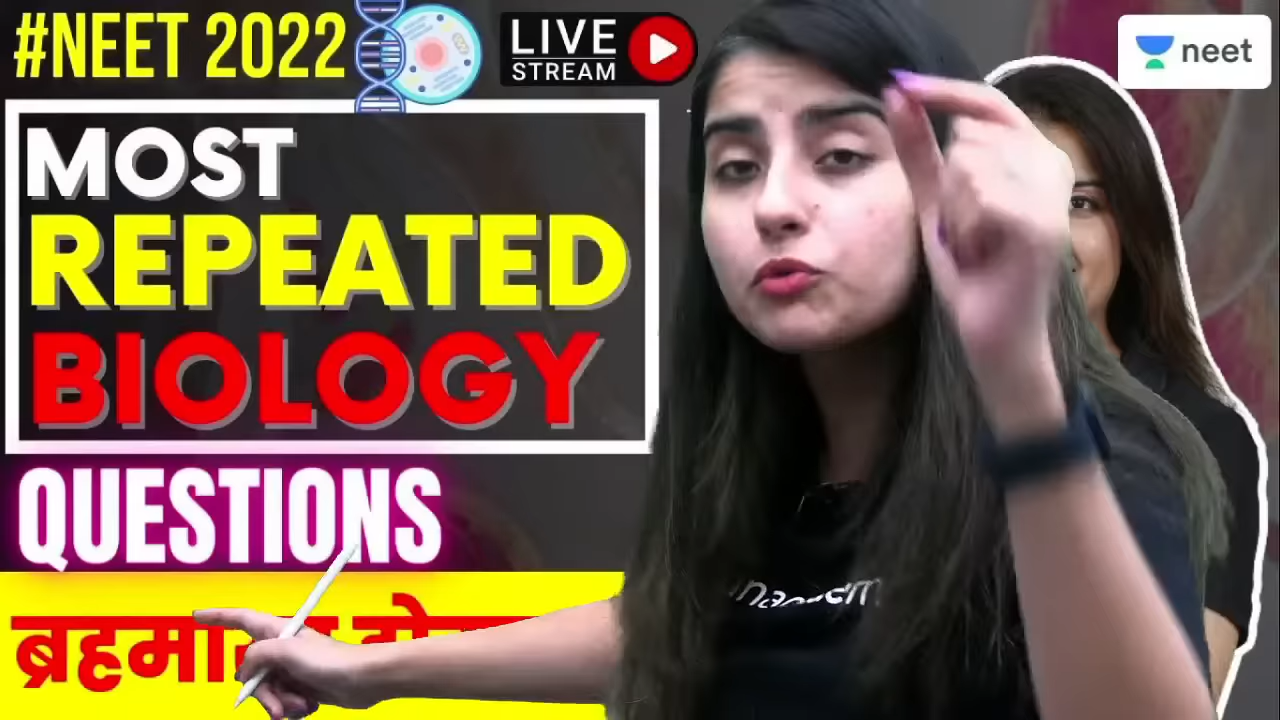 #NEET 2022
LIVE
STREAM
neet
MOST
REPEATED
BIOLOGY
QUESTIONS